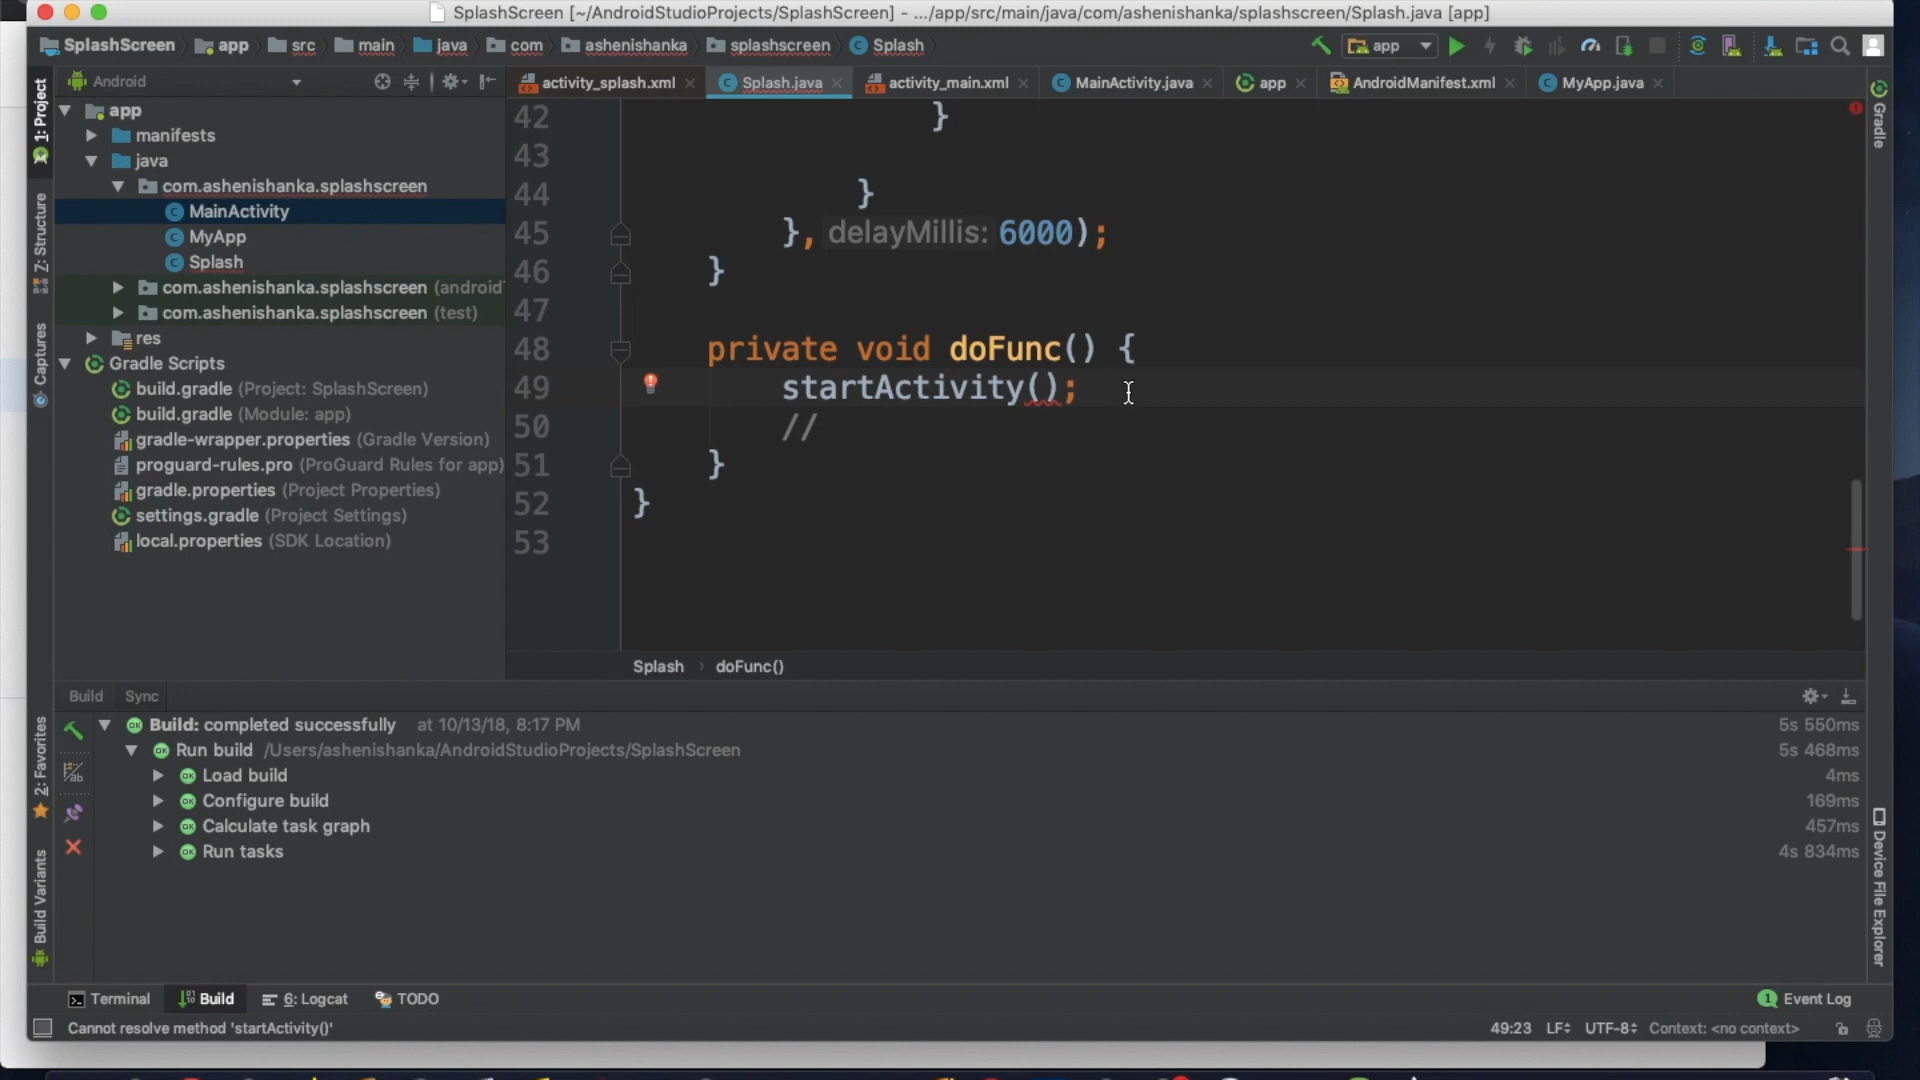 SplashScreen [~/AndroidStudioProjects/SplashScreen] - .../app/src/main/java/com/ashenishanka/splashscreen/Splash.java [app]
SplashScreen app src main java com ashenishanka splashscreen Splash app
Android
activity_splash.xml Splash.java activity_main.xml MainActivity.java app AndroidManifest.xml MyApp.java
1: Project
Z: Structure
Captures
2: Favorites
Build Variants
Gradle
Device File Explorer
app
manifests
java
com.ashenishanka.splashscreen
MainActivity
MyApp
Splash
com.ashenishanka.splashscreen (android
com.ashenishanka.splashscreen (test)
res
Gradle Scripts
build.gradle (Project: SplashScreen)
build.gradle (Module: app)
gradle-wrapper.properties (Gradle Version)
proguard-rules.pro (ProGuard Rules for app)
gradle.properties (Project Properties)
settings.gradle (Project Settings)
local.properties (SDK Location)
42 }
43
44 }
45 }, delayMillis: 6000);
46 }
47
48 private void doFunc() {
49 startActivity();
50 //
51 }
52 }
53
Splash › doFunc()
Build Sync
Build: completed successfully at 10/13/18, 8:17 PM 5s 550ms
Run build /Users/ashenishanka/AndroidStudioProjects/SplashScreen 5s 468ms
Load build 4ms
Configure build 169ms
Calculate task graph 457ms
Run tasks 4s 834ms
Terminal Build 6: Logcat TODO 1 Event Log
Cannot resolve method 'startActivity()' 49:23 LF UTF-8 Context: <no context>